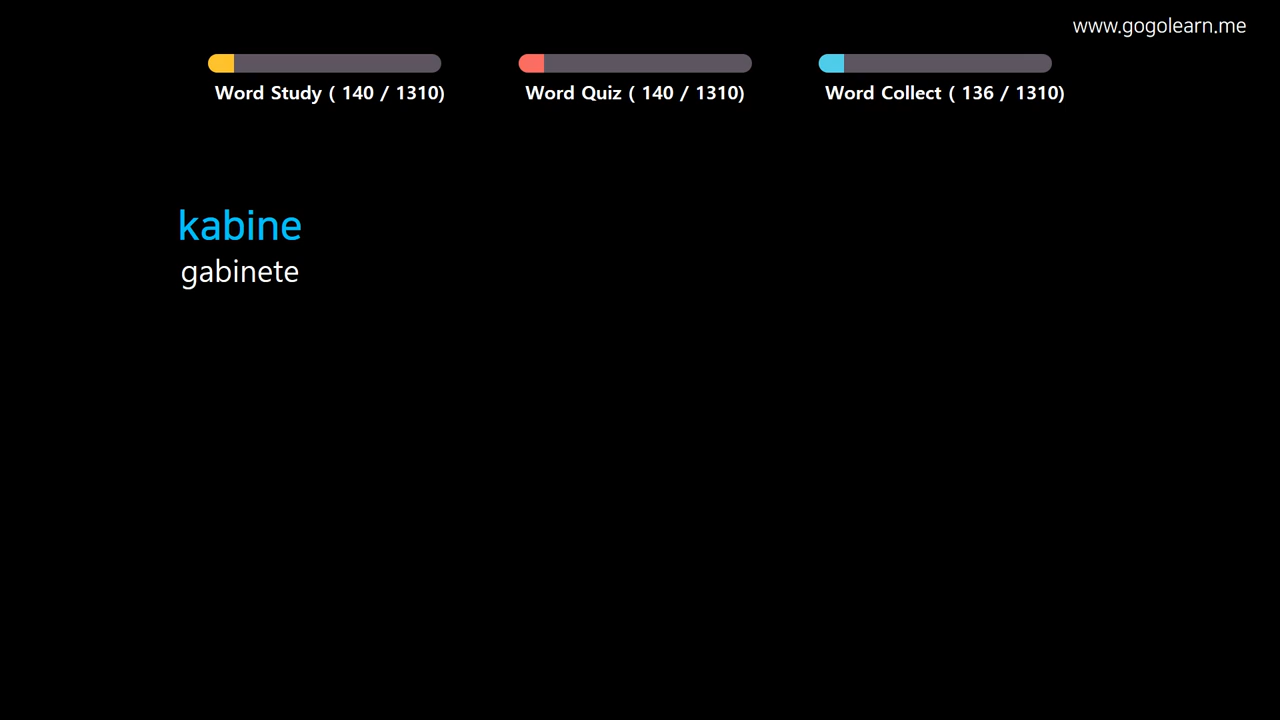 www.gogolearn.me
Word Study ( 140 / 1310)
Word Quiz ( 140 / 1310)
Word Collect ( 136 / 1310)
kabine
gabinete